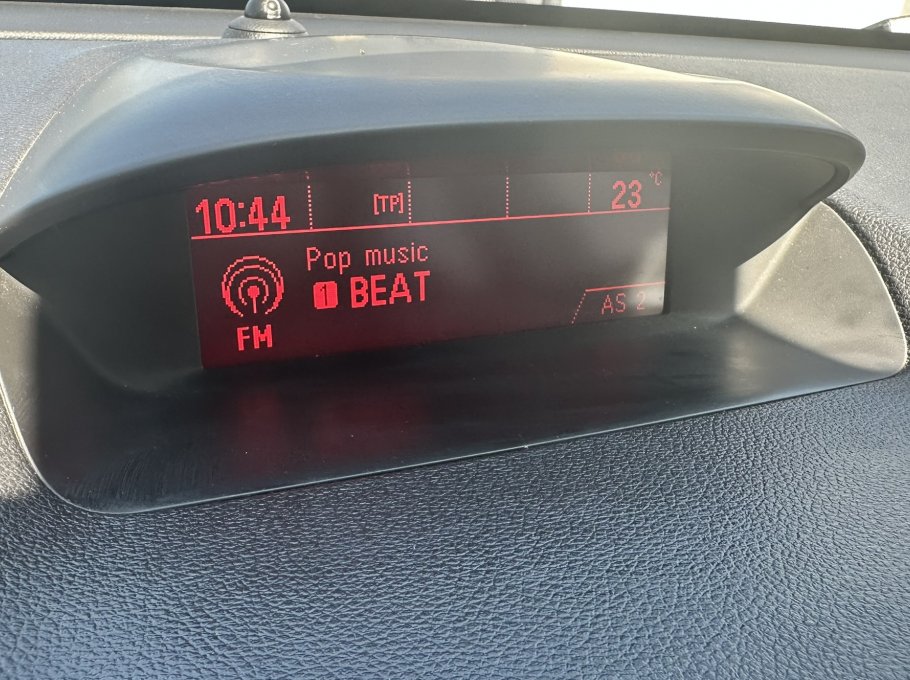 10:44 [TP] 23 °C
Pop music
1 BEAT
FM
AS 2